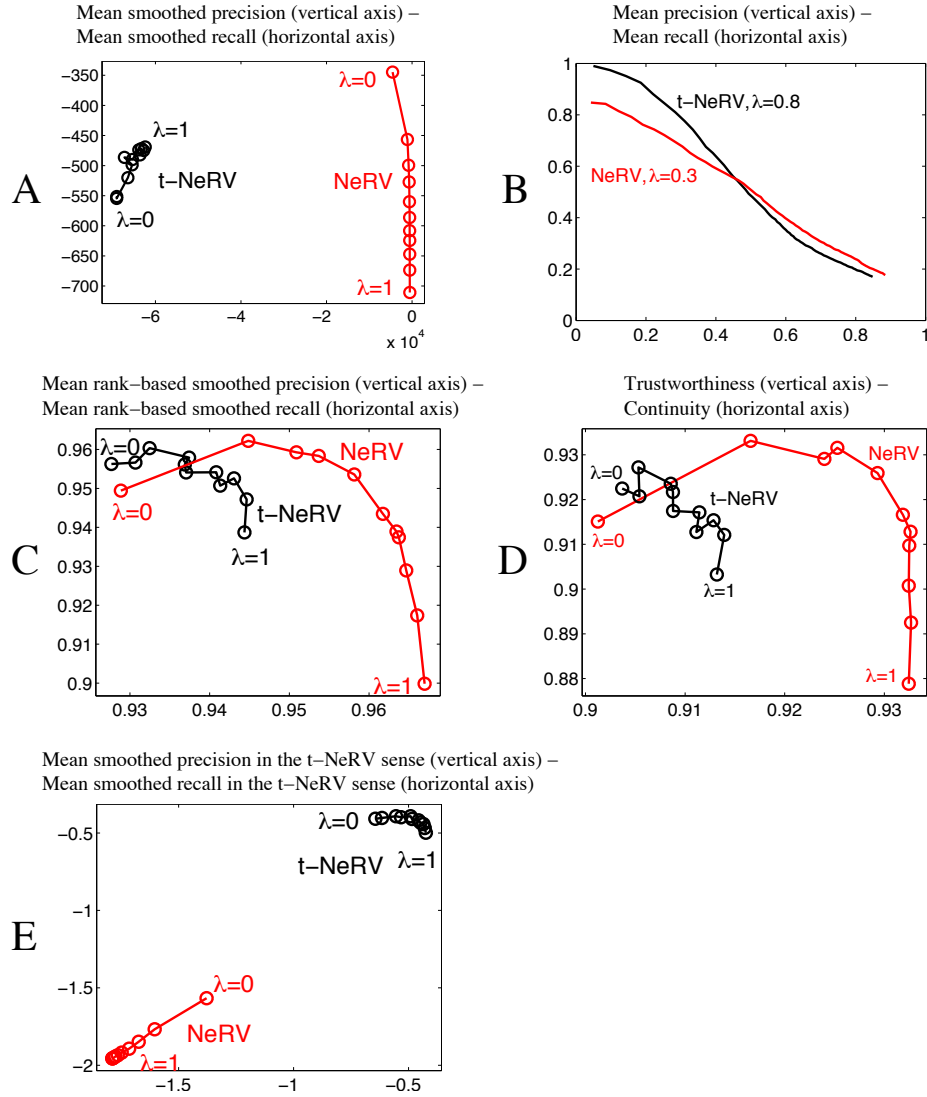 Mean smoothed precision (vertical axis) –
Mean smoothed recall (horizontal axis)
A
−350
−400
−450
−500
−550
−600
−650
−700
λ=0
λ=1
t−NeRV
λ=0
NeRV
λ=1
−6
−4
−2
0
x 10^4
Mean precision (vertical axis) –
Mean recall (horizontal axis)
B
1
0.8
0.6
0.4
0.2
0
t−NeRV, λ=0.8
NeRV, λ=0.3
0
0.2
0.4
0.6
0.8
1
Mean rank−based smoothed precision (vertical axis) –
Mean rank−based smoothed recall (horizontal axis)
C
0.96
0.95
0.94
0.93
0.92
0.91
0.9
λ=0
NeRV
λ=0
t−NeRV
λ=1
λ=1
0.93
0.94
0.95
0.96
Trustworthiness (vertical axis) –
Continuity (horizontal axis)
D
0.93
0.92
0.91
0.9
0.89
0.88
NeRV
λ=0
t−NeRV
λ=0
λ=1
λ=1
0.9
0.91
0.92
0.93
Mean smoothed precision in the t−NeRV sense (vertical axis) –
Mean smoothed recall in the t−NeRV sense (horizontal axis)
E
−0.5
−1
−1.5
−2
λ=0
t−NeRV
λ=1
λ=0
NeRV
λ=1
−1.5
−1
−0.5